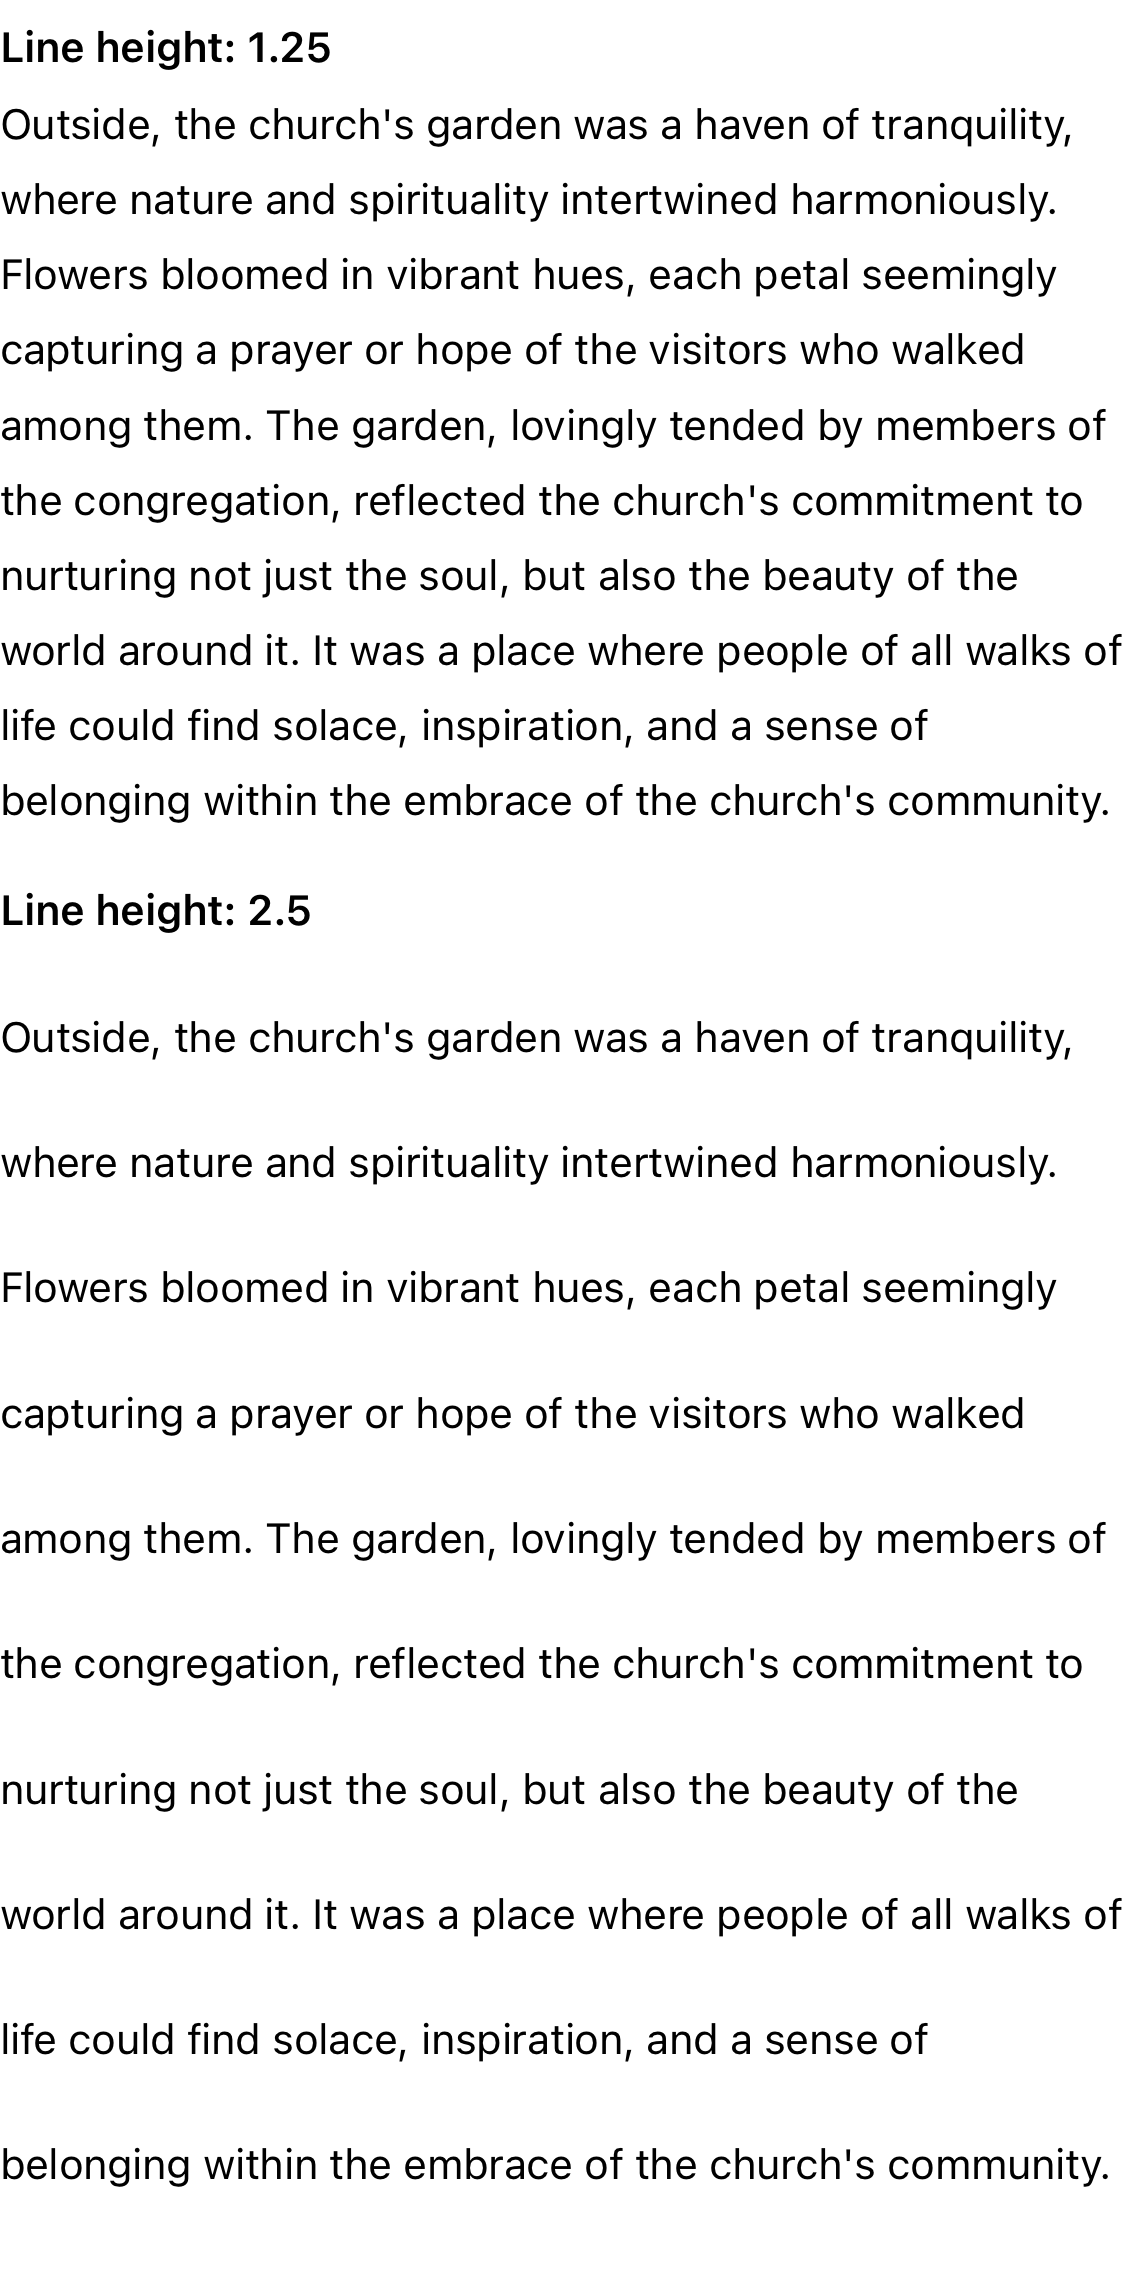 Line height: 1.25
Outside, the church's garden was a haven of tranquility,
where nature and spirituality intertwined harmoniously.
Flowers bloomed in vibrant hues, each petal seemingly
capturing a prayer or hope of the visitors who walked
among them. The garden, lovingly tended by members of
the congregation, reflected the church's commitment to
nurturing not just the soul, but also the beauty of the
world around it. It was a place where people of all walks of
life could find solace, inspiration, and a sense of
belonging within the embrace of the church's community.
Line height: 2.5
Outside, the church's garden was a haven of tranquility,
where nature and spirituality intertwined harmoniously.
Flowers bloomed in vibrant hues, each petal seemingly
capturing a prayer or hope of the visitors who walked
among them. The garden, lovingly tended by members of
the congregation, reflected the church's commitment to
nurturing not just the soul, but also the beauty of the
world around it. It was a place where people of all walks of
life could find solace, inspiration, and a sense of
belonging within the embrace of the church's community.